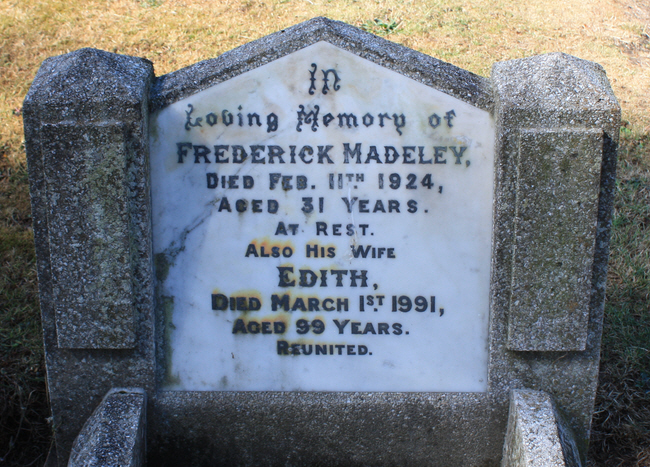 In
Loving Memory of
FREDERICK MADELEY,
DIED FEB. 11TH 1924,
AGED 31 YEARS.
AT REST.
ALSO HIS WIFE
EDITH,
DIED MARCH 1ST. 1991,
AGED 99 YEARS.
REUNITED.